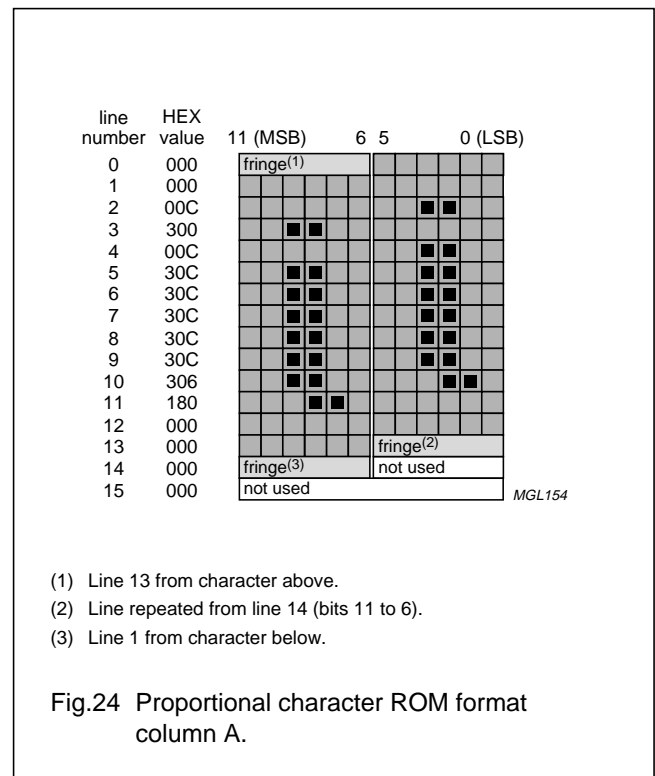 line HEX
number value 11 (MSB) 6 5 0 (LSB)
0 000 fringe(1)
1 000
2 00C
3 300
4 00C
5 30C
6 30C
7 30C
8 30C
9 30C
10 306
11 180
12 000
13 000 fringe(2)
14 000 fringe(3) not used
15 000 not used
MGL154
(1) Line 13 from character above.
(2) Line repeated from line 14 (bits 11 to 6).
(3) Line 1 from character below.
Fig.24 Proportional character ROM format
column A.